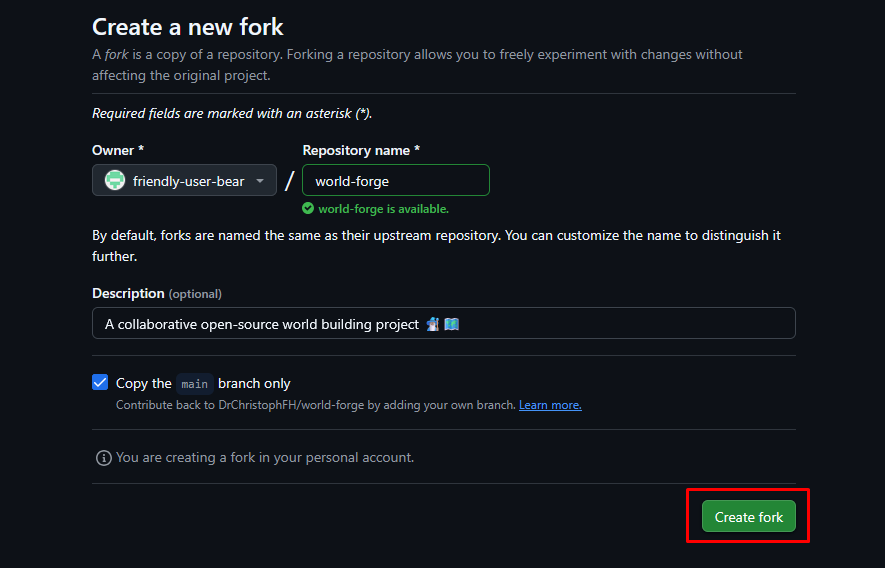 Create a new fork
A fork is a copy of a repository. Forking a repository allows you to freely experiment with changes without
affecting the original project.
Required fields are marked with an asterisk (*).
Owner *
Repository name *
friendly-user-bear
/
world-forge
world-forge is available.
By default, forks are named the same as their upstream repository. You can customize the name to distinguish it
further.
Description (optional)
A collaborative open-source world building project 🧙‍♂️🗺️
Copy the main branch only
Contribute back to DrChristophFH/world-forge by adding your own branch. Learn more.
You are creating a fork in your personal account.
Create fork